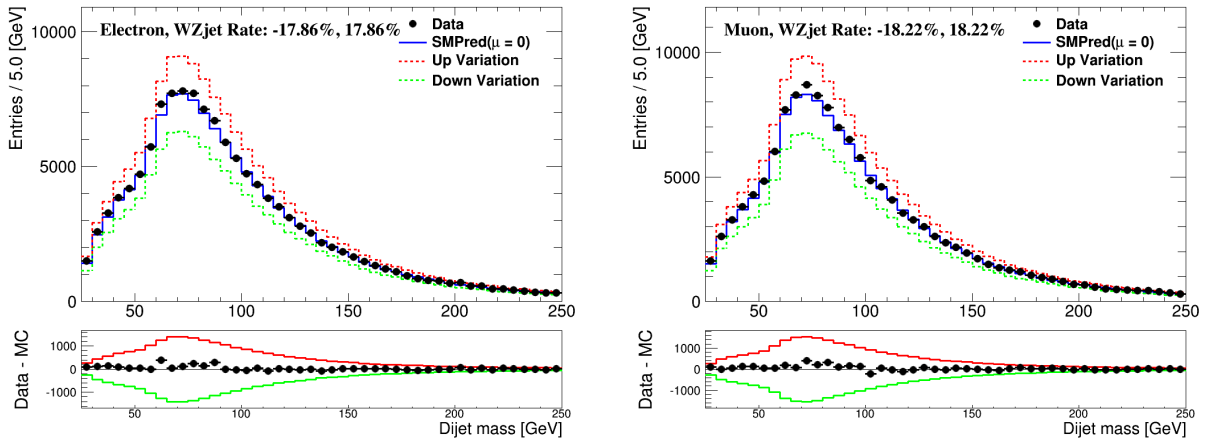 Electron, WZjet Rate: -17.86%, 17.86%
Data
SMPred(μ = 0)
Up Variation
Down Variation
Entries / 5.0 [GeV]
10000
5000
0
50 100 150 200 250
Data - MC
1000
0
-1000
50 100 150 200 250
Dijet mass [GeV]
Muon, WZjet Rate: -18.22%, 18.22%
Data
SMPred(μ = 0)
Up Variation
Down Variation
Entries / 5.0 [GeV]
10000
5000
0
50 100 150 200 250
Data - MC
1000
0
-1000
50 100 150 200 250
Dijet mass [GeV]